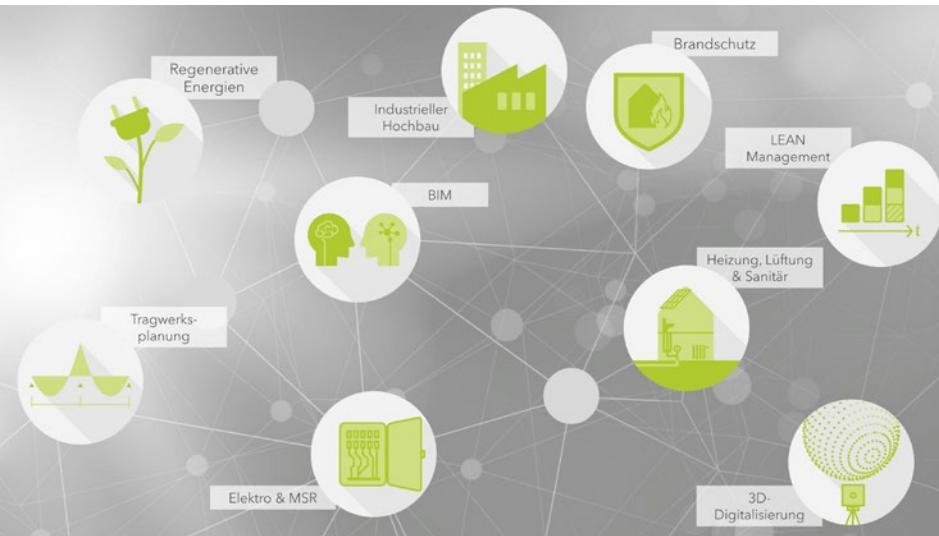 Regenerative
Energien
Industrieller
Hochbau
Brandschutz
LEAN
Management
BIM
Heizung, Lüftung
& Sanitär
Tragwerks-
planung
Elektro & MSR
3D-
Digitalisierung
t